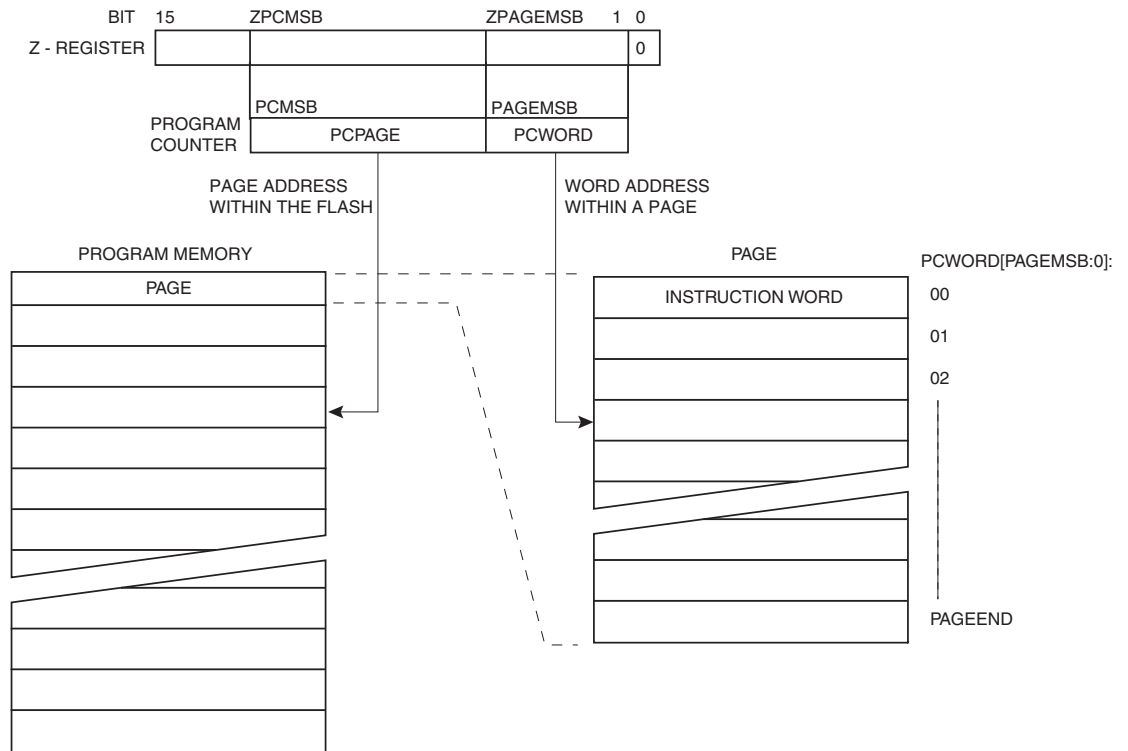 BIT 15 ZPCMSB ZPAGEMSB 1 0
Z - REGISTER 0
PCMSB PAGEMSB
PROGRAM
COUNTER
PCPAGE PCWORD
PAGE ADDRESS
WITHIN THE FLASH
WORD ADDRESS
WITHIN A PAGE
PROGRAM MEMORY
PAGE
PAGE
PCWORD[PAGEMSB:0]:
INSTRUCTION WORD
00
01
02
PAGEEND